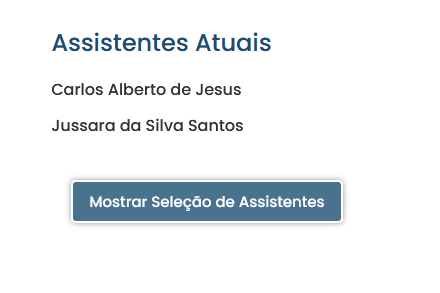 Assistentes Atuais
Carlos Alberto de Jesus
Jussara da Silva Santos
Mostrar Seleção de Assistentes